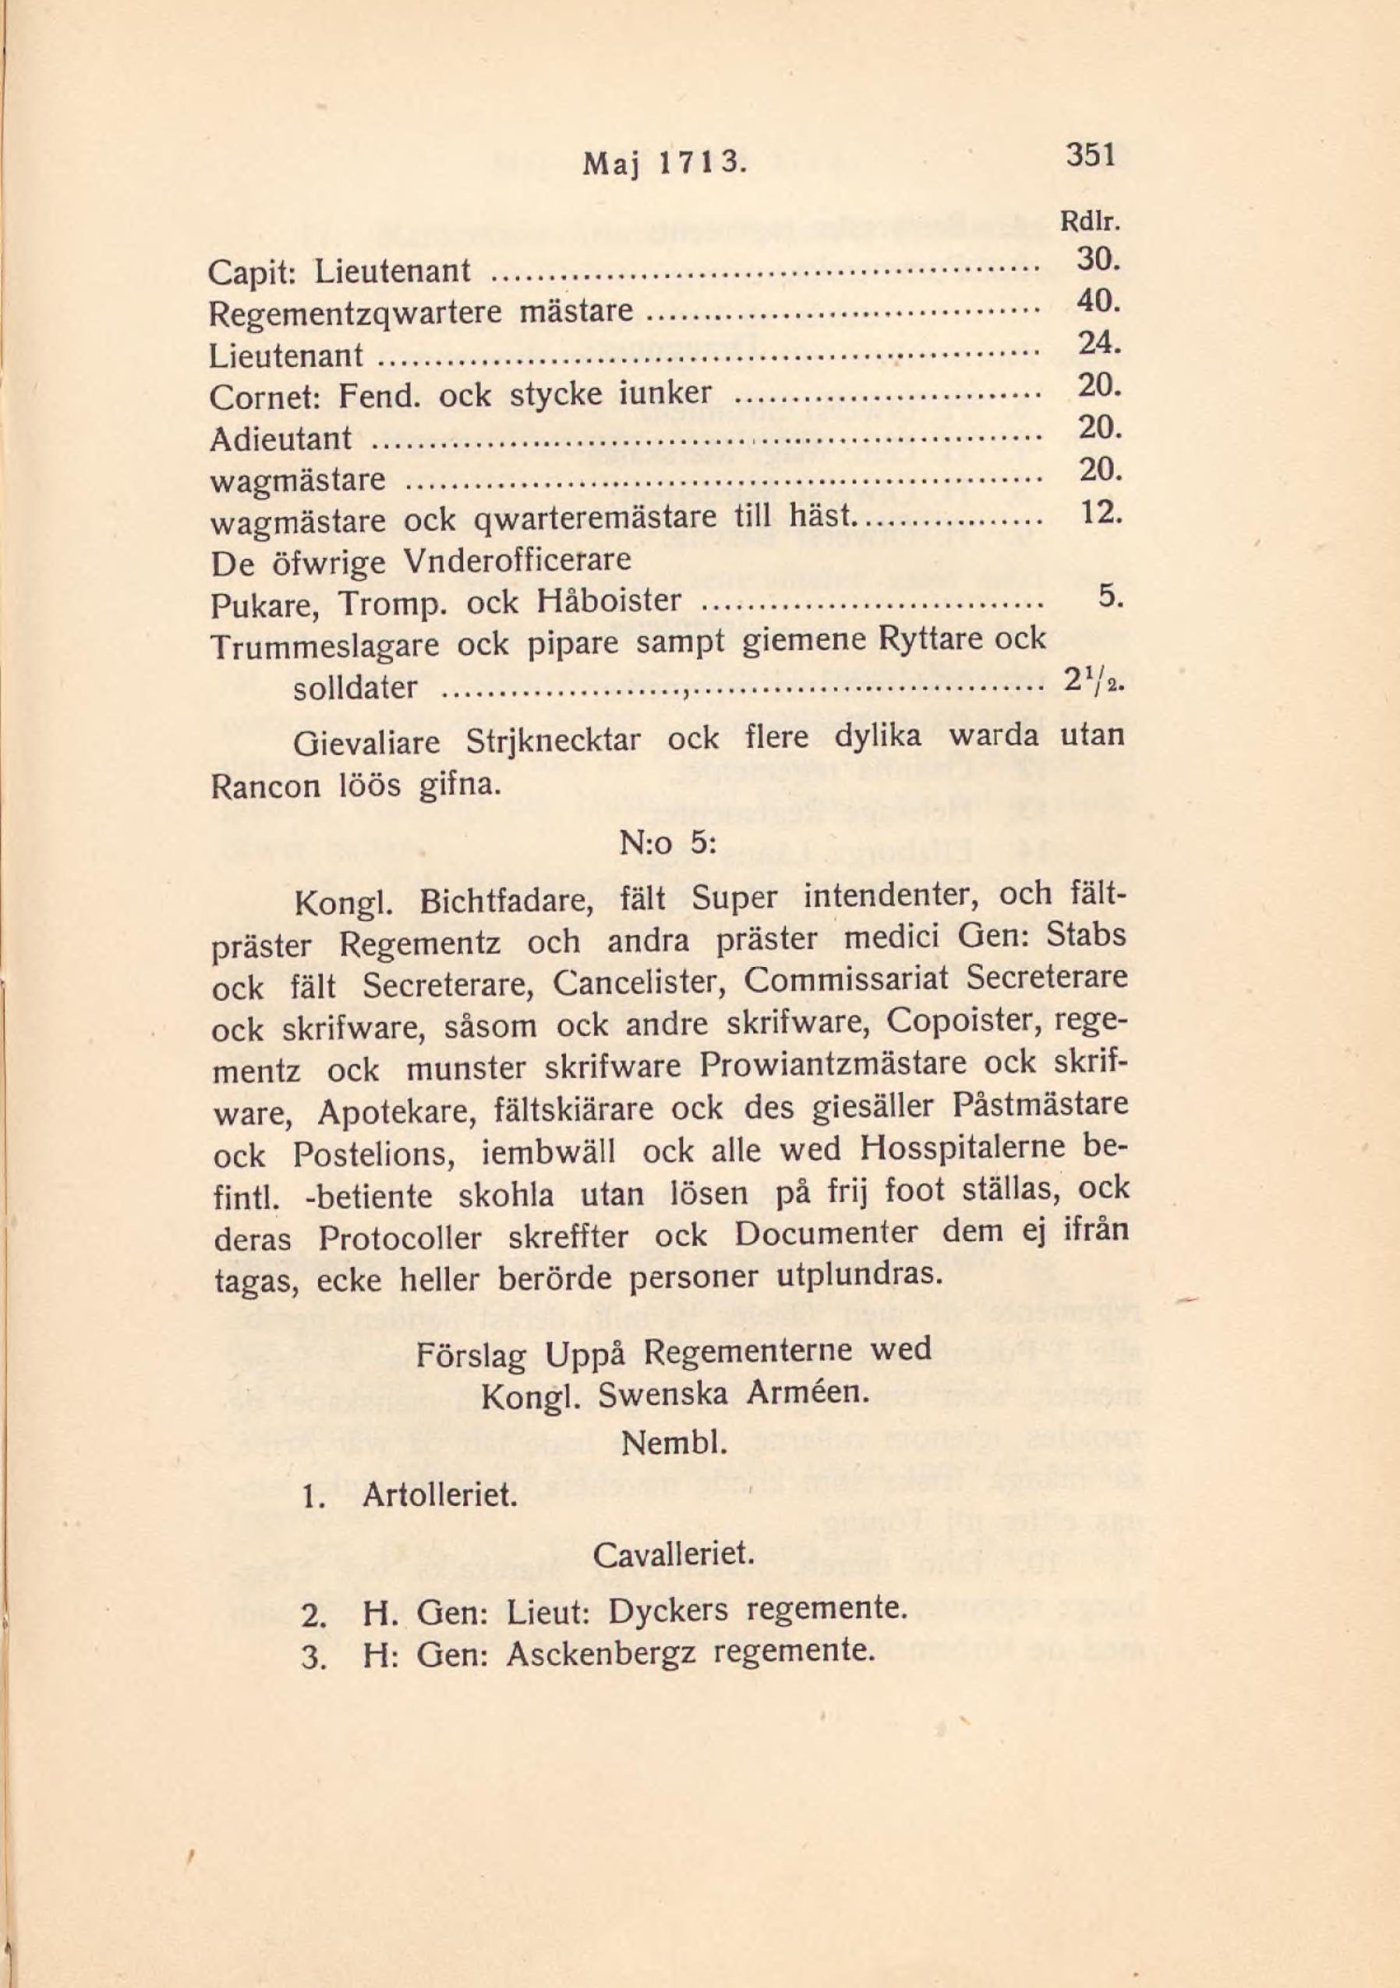 Maj 1713. 351
Rdlr.
Capit: Lieutenant ........................................ 30.
Regementzqwartere mästare ........................................ 40.
Lieutenant ........................................ 24.
Cornet: Fend. ock stycke iunker ........................................ 20.
Adieutant ........................................ 20.
wagmästare ........................................ 20.
wagmästare ock qwarteremästare till häst. ........................................ 12.
De öfwrige Vnderofficerare
Pukare, Tromp. ock Håboister ........................................ 5.
Trummeslagare ock pipare sampt giemene Ryttare ock
solldater ........................................ 2½.
Gievaliare Strjknecktar ock flere dylika warda utan
Rancon löös gifna.
N:o 5:
Kongl. Bichtfadare, fält Super intendenter, och fält-
präster Regementz och andra präster medici Gen: Stabs
ock fält Secreterare, Cancelister, Commissariat Secreterare
ock skrifware, såsom ock andre skrifware, Copoister, rege-
mentz ock munster skrifware Prowiantzmästare ock skrif-
ware, Apotekare, fältskiärare ock des giesäller Påstmästare
ock Postelions, iembwäll ock alle wed Hosspitalerne be-
fintl. -betiente skohla utan lösen på frij foot ställas, ock
deras Protocoller skreffter ock Documenter dem ej ifrån
tagas, ecke heller berörde personer utplundras.
Förslag Uppå Regementerne wed
Kongl. Swenska Arméen.
Nembl.
1. Artolleriet.
Cavalleriet.
2. H. Gen: Lieut: Dyckers regemente.
3. H: Gen: Asckenbergz regemente.